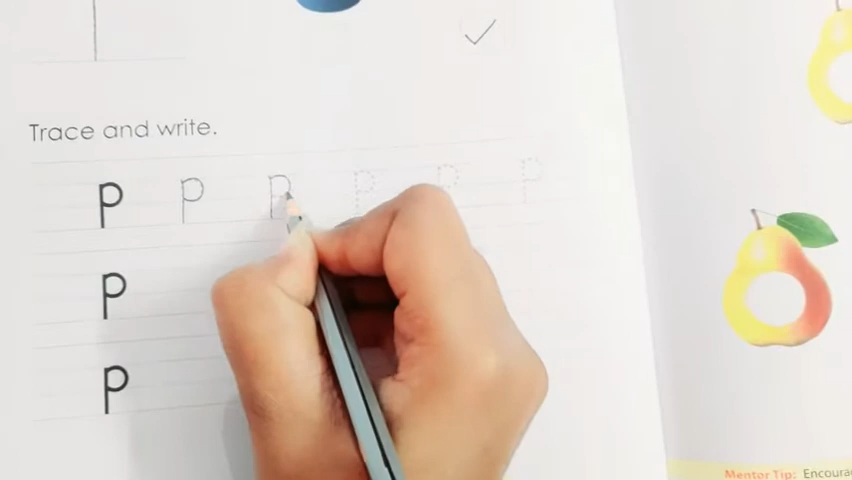 Trace and write.
p p p p p p
p
p
Mentor Tip: Encoura